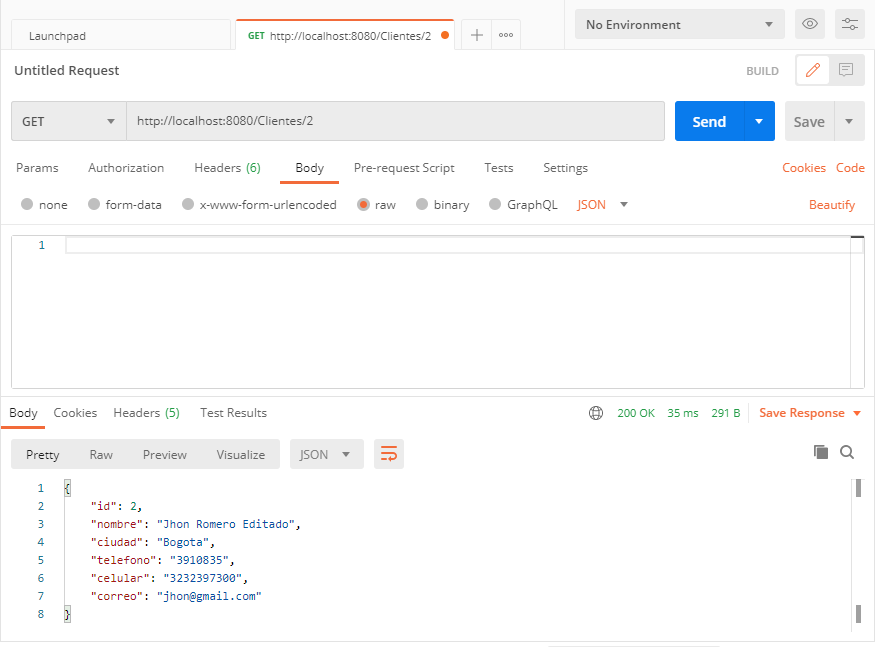 Launchpad GET http://localhost:8080/Clientes/2 No Environment
Untitled Request BUILD
GET http://localhost:8080/Clientes/2 Send Save
Params Authorization Headers (6) Body Pre-request Script Tests Settings Cookies Code
none form-data x-www-form-urlencoded raw binary GraphQL JSON Beautify
1
Body Cookies Headers (5) Test Results 200 OK 35 ms 291 B Save Response
Pretty Raw Preview Visualize JSON
1 {
2 "id": 2,
3 "nombre": "Jhon Romero Editado",
4 "ciudad": "Bogota",
5 "telefono": "3910835",
6 "celular": "3232397300",
7 "correo": "jhon@gmail.com"
8 }